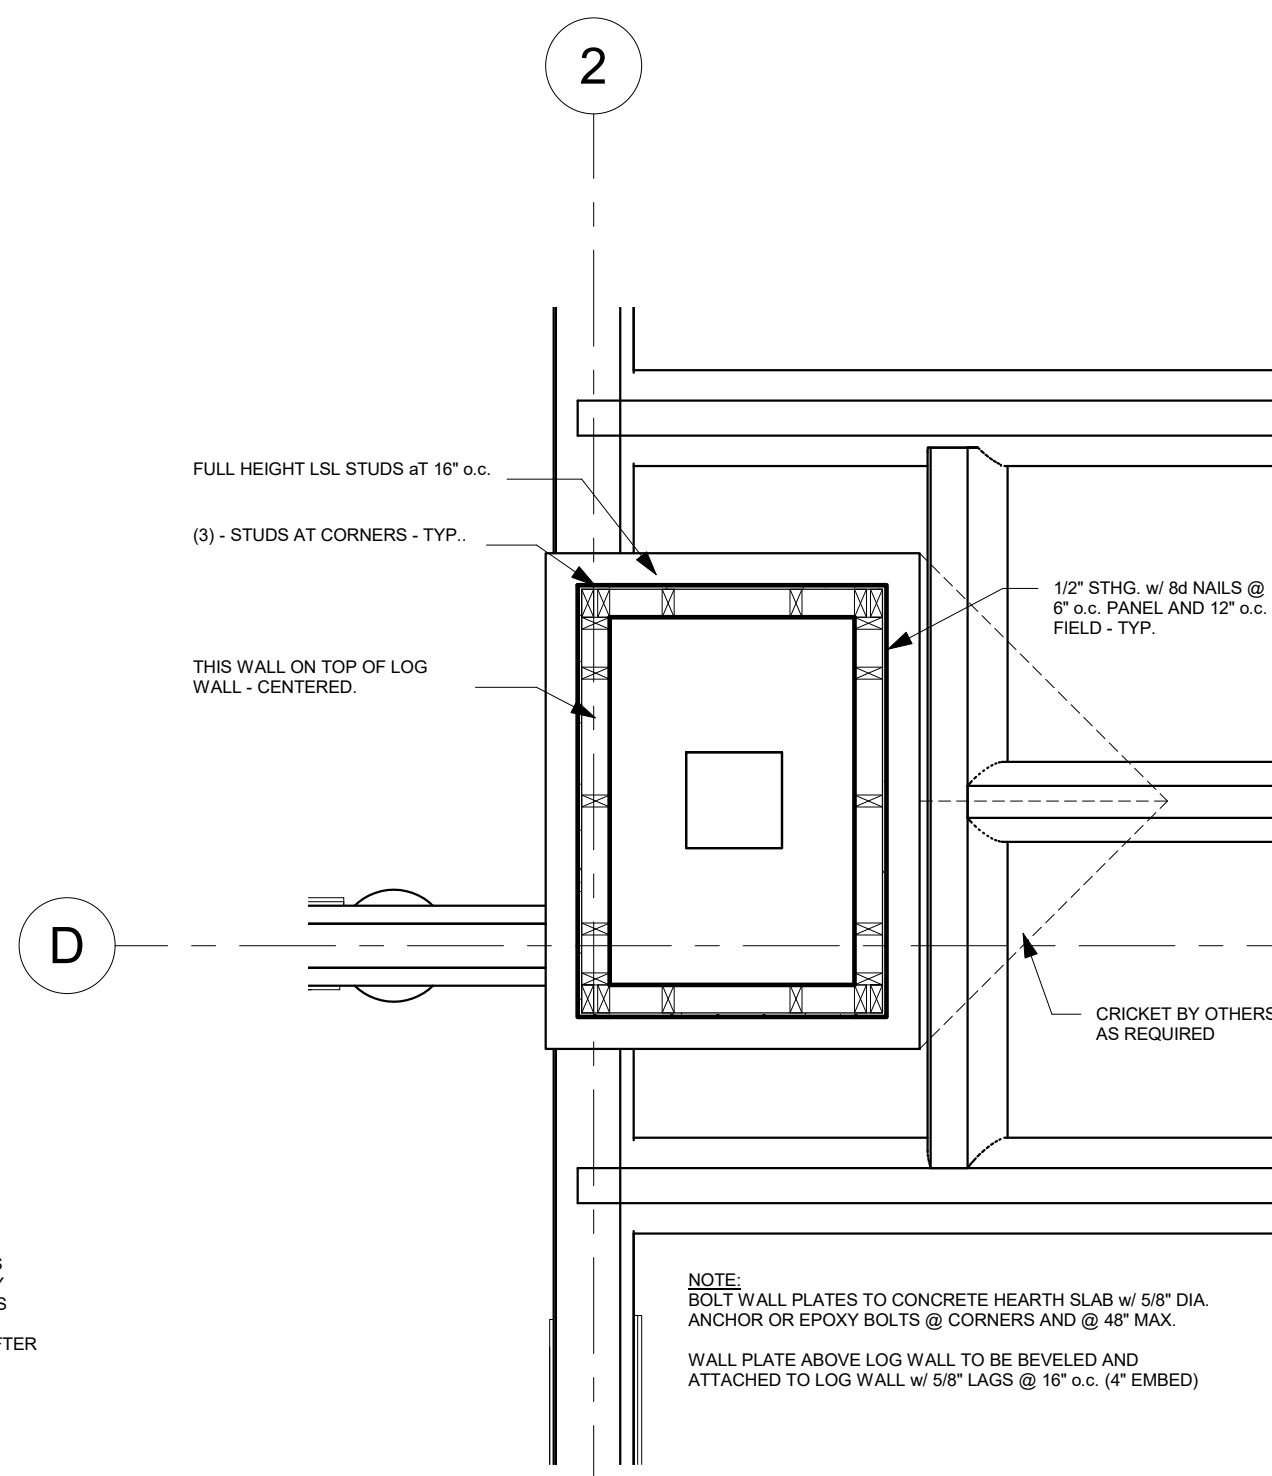 2
FULL HEIGHT LSL STUDS aT 16" o.c.
(3) - STUDS AT CORNERS - TYP..
1/2" STHG. w/ 8d NAILS @
6" o.c. PANEL AND 12" o.c.
FIELD - TYP.
THIS WALL ON TOP OF LOG
WALL - CENTERED.
D
CRICKET BY OTHERS
AS REQUIRED
NOTE:
BOLT WALL PLATES TO CONCRETE HEARTH SLAB w/ 5/8" DIA.
ANCHOR OR EPOXY BOLTS @ CORNERS AND @ 48" MAX.
WALL PLATE ABOVE LOG WALL TO BE BEVELED AND
ATTACHED TO LOG WALL w/ 5/8" LAGS @ 16" o.c. (4" EMBED)